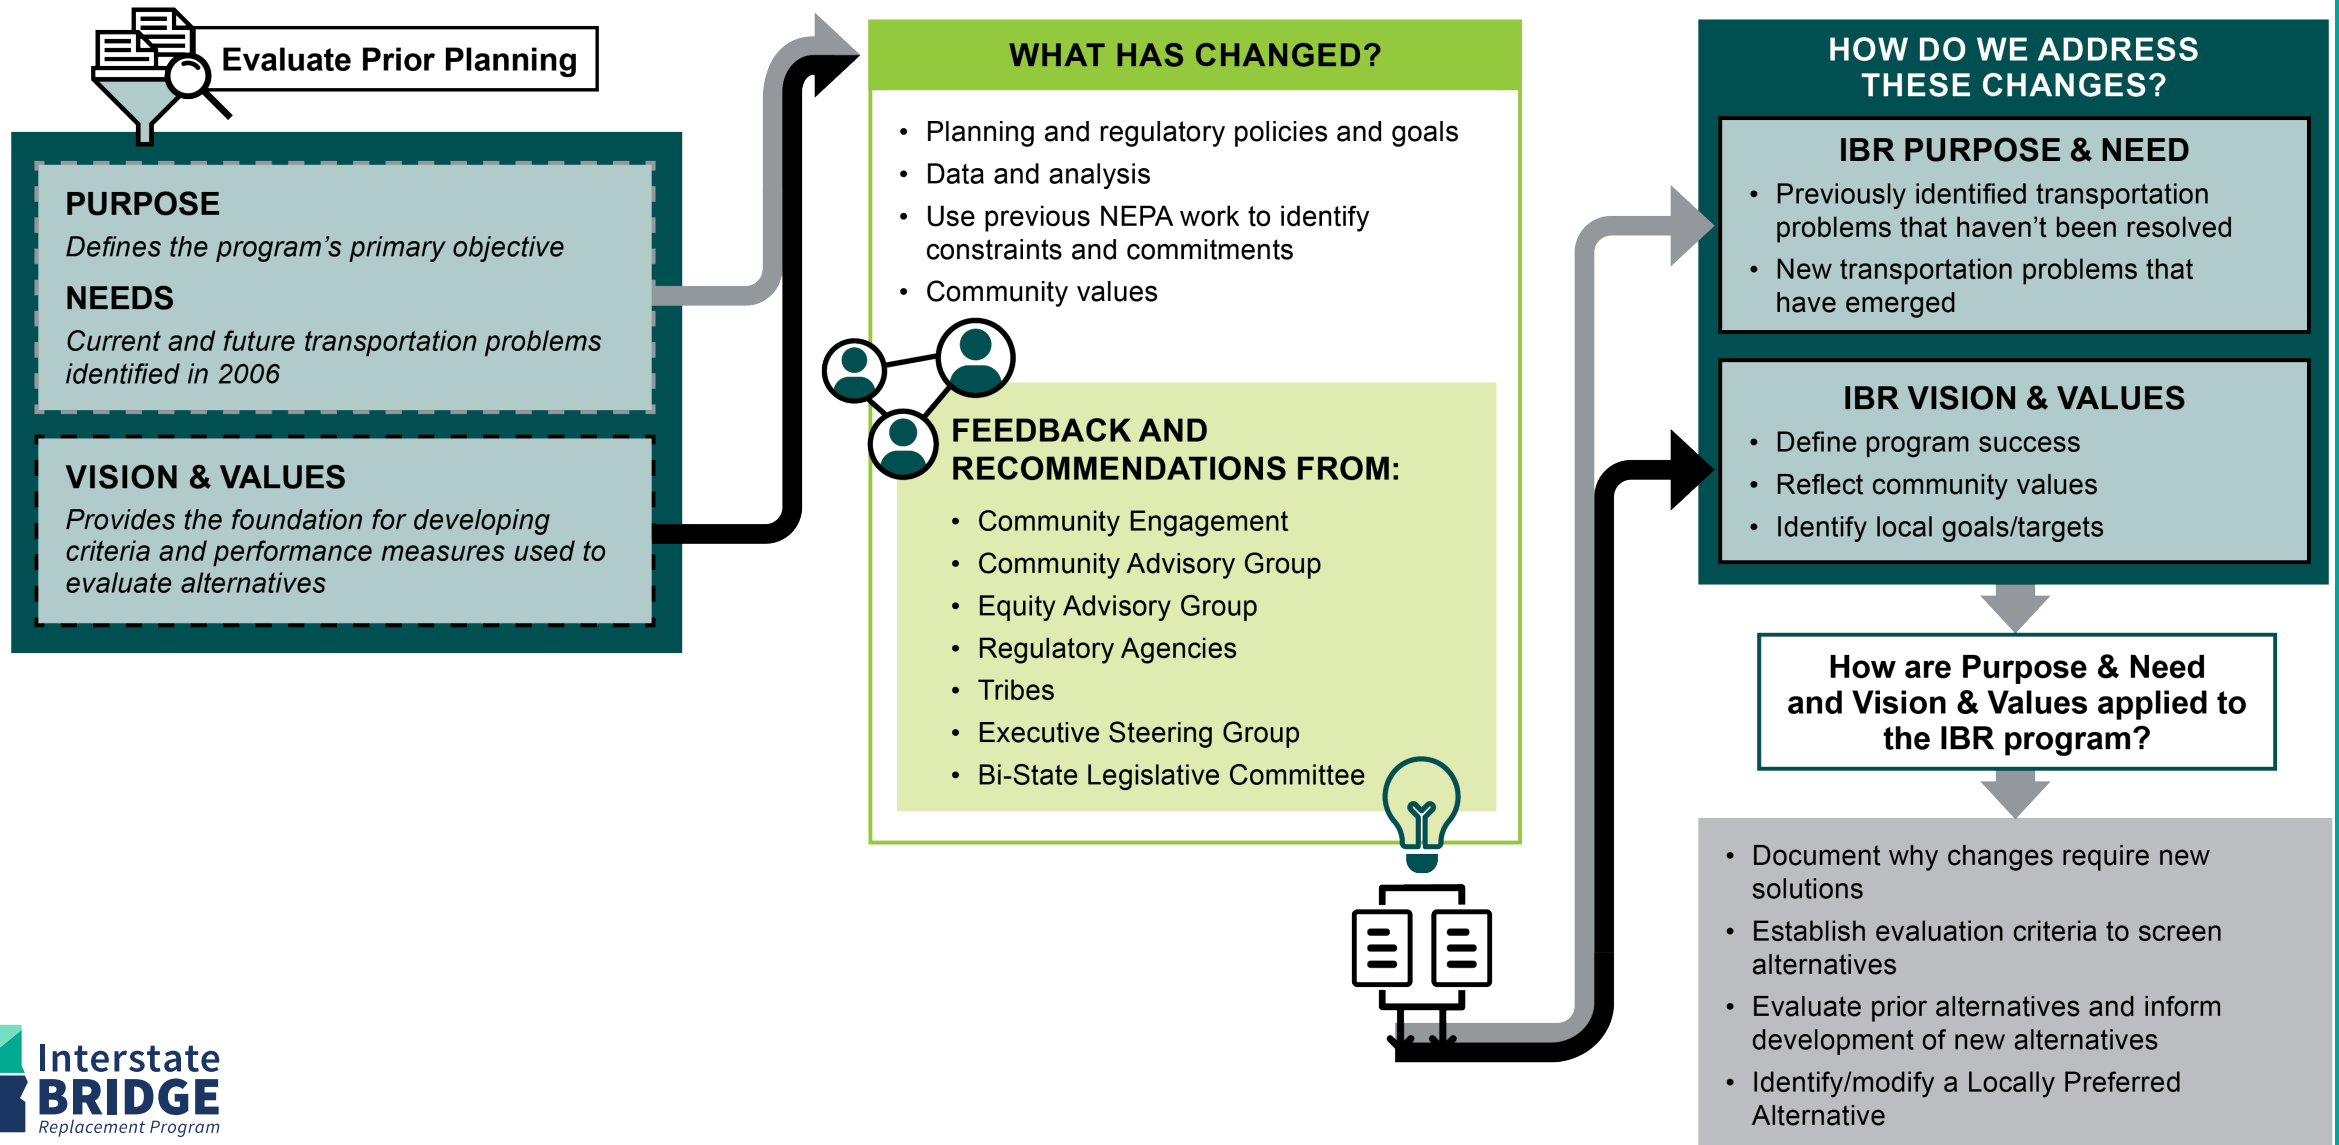 Evaluate Prior Planning
PURPOSE
Defines the program's primary objective
NEEDS
Current and future transportation problems
identified in 2006
VISION & VALUES
Provides the foundation for developing
criteria and performance measures used to
evaluate alternatives
WHAT HAS CHANGED?
• Planning and regulatory policies and goals
• Data and analysis
• Use previous NEPA work to identify
constraints and commitments
• Community values
FEEDBACK AND
RECOMMENDATIONS FROM:
• Community Engagement
• Community Advisory Group
• Equity Advisory Group
• Regulatory Agencies
• Tribes
• Executive Steering Group
• Bi-State Legislative Committee
HOW DO WE ADDRESS
THESE CHANGES?
IBR PURPOSE & NEED
• Previously identified transportation
problems that haven't been resolved
• New transportation problems that
have emerged
IBR VISION & VALUES
• Define program success
• Reflect community values
• Identify local goals/targets
How are Purpose & Need
and Vision & Values applied to
the IBR program?
• Document why changes require new
solutions
• Establish evaluation criteria to screen
alternatives
• Evaluate prior alternatives and inform
development of new alternatives
• Identify/modify a Locally Preferred
Alternative
Interstate
BRIDGE
Replacement Program